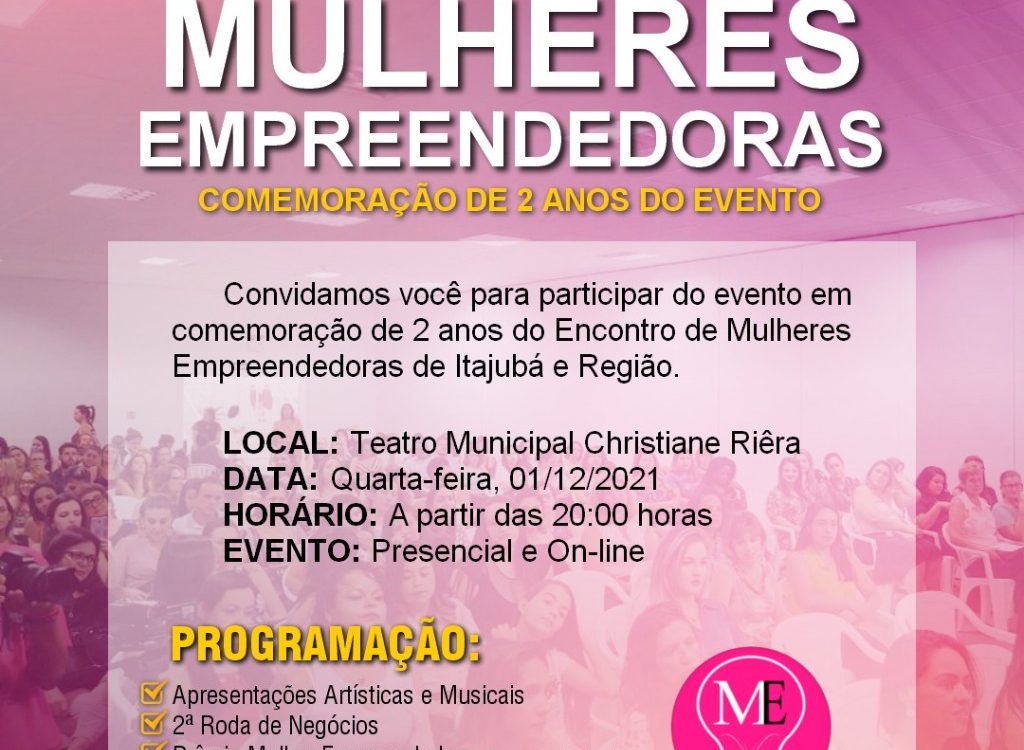 MULHERES
EMPREENDEDORAS
COMEMORAÇÃO DE 2 ANOS DO EVENTO
Convidamos você para participar do evento em
comemoração de 2 anos do Encontro de Mulheres
Empreendedoras de Itajubá e Região.
LOCAL: Teatro Municipal Christiane Riêra
DATA: Quarta-feira, 01/12/2021
HORÁRIO: A partir das 20:00 horas
EVENTO: Presencial e On-line
PROGRAMAÇÃO:
Apresentações Artísticas e Musicais
2ª Roda de Negócios
ME